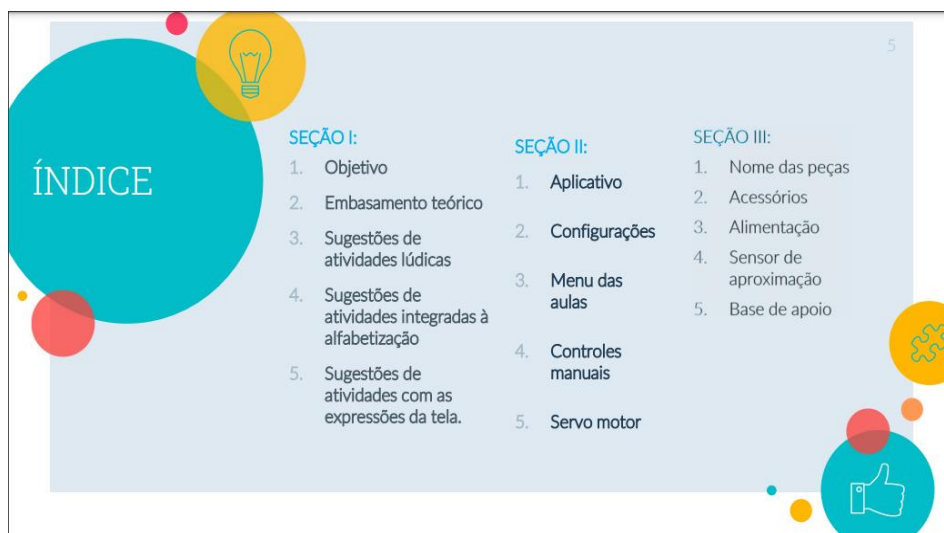 5
ÍNDICE
SEÇÃO I:
1. Objetivo
2. Embasamento teórico
3. Sugestões de
atividades lúdicas
4. Sugestões de
atividades integradas à
alfabetização
5. Sugestões de
atividades com as
expressões da tela.
SEÇÃO II:
1. Aplicativo
2. Configurações
3. Menu das
aulas
4. Controles
manuais
5. Servo motor
SEÇÃO III:
1. Nome das peças
2. Acessórios
3. Alimentação
4. Sensor de
aproximação
5. Base de apoio